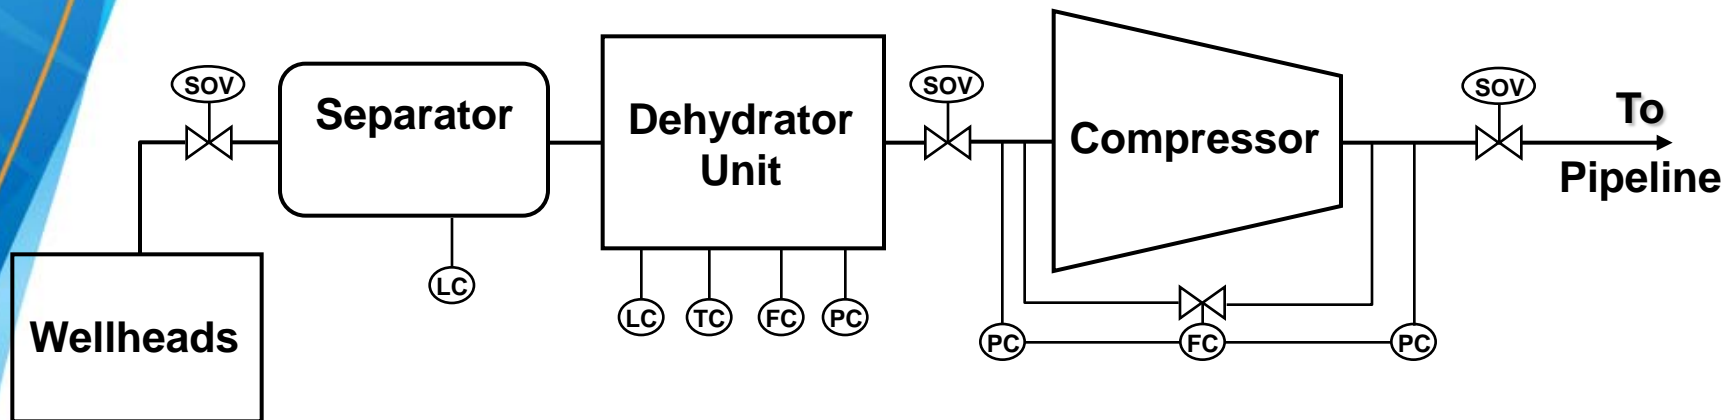 SOV
Separator
LC
Dehydrator
Unit
LC
TC
FC
PC
SOV
Compressor
PC
FC
PC
SOV
To
Pipeline
Wellheads